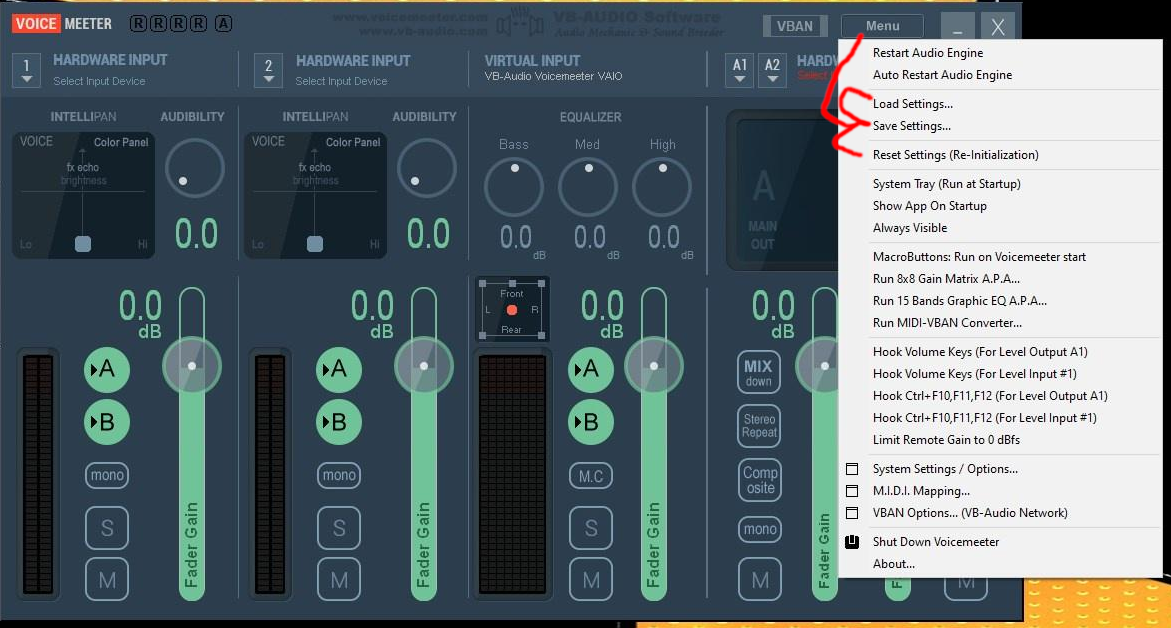 VOICE MEETER R R R R A
www.voicemeeter.com
www.vb-audio.com
VB-AUDIO Software
Audio Mechanic & Sound Breeder
VBAN
Menu
_ X
1 HARDWARE INPUT
Select Input Device
2 HARDWARE INPUT
Select Input Device
VIRTUAL INPUT
VB-Audio Voicemeeter VAIO
A1 A2
INTELLIPAN AUDIBILITY
VOICE Color Panel
fx echo
brightness
Lo Hi
0.0
INTELLIPAN AUDIBILITY
VOICE Color Panel
fx echo
brightness
Lo Hi
0.0
EQUALIZER
Bass Med High
0.0 0.0 0.0
dB dB dB
A
MAIN
OUT
0.0
dB
A
B
mono
S
M
Fader Gain
0.0
dB
A
B
mono
S
M
Fader Gain
Front
L R
Rear
0.0
dB
A
B
M.C
S
M
Fader Gain
0.0
dB
MIX
down
Stereo
Repeat
Comp
osite
mono
M
Fader Gain
M
Restart Audio Engine
Auto Restart Audio Engine
Load Settings...
Save Settings...
Reset Settings (Re-Initialization)
System Tray (Run at Startup)
Show App On Startup
Always Visible
MacroButtons: Run on Voicemeeter start
Run 8x8 Gain Matrix A.P.A...
Run 15 Bands Graphic EQ A.P.A...
Run MIDI-VBAN Converter...
Hook Volume Keys (For Level Output A1)
Hook Volume Keys (For Level Input #1)
Hook Ctrl+F10,F11,F12 (For Level Output A1)
Hook Ctrl+F10,F11,F12 (For Level Input #1)
Limit Remote Gain to 0 dBfs
System Settings / Options...
M.I.D.I. Mapping...
VBAN Options... (VB-Audio Network)
Shut Down Voicemeeter
About...